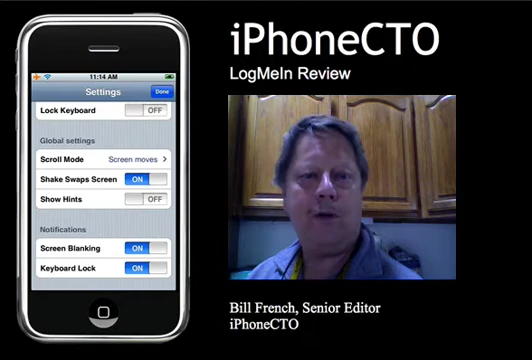 iPhoneCTO
LogMeIn Review
11:14 AM
Settings
Done
Lock Keyboard OFF
Global settings
Scroll Mode Screen moves >
Shake Swaps Screen ON
Show Hints OFF
Notifications
Screen Blanking ON
Keyboard Lock ON
Bill French, Senior Editor
iPhoneCTO